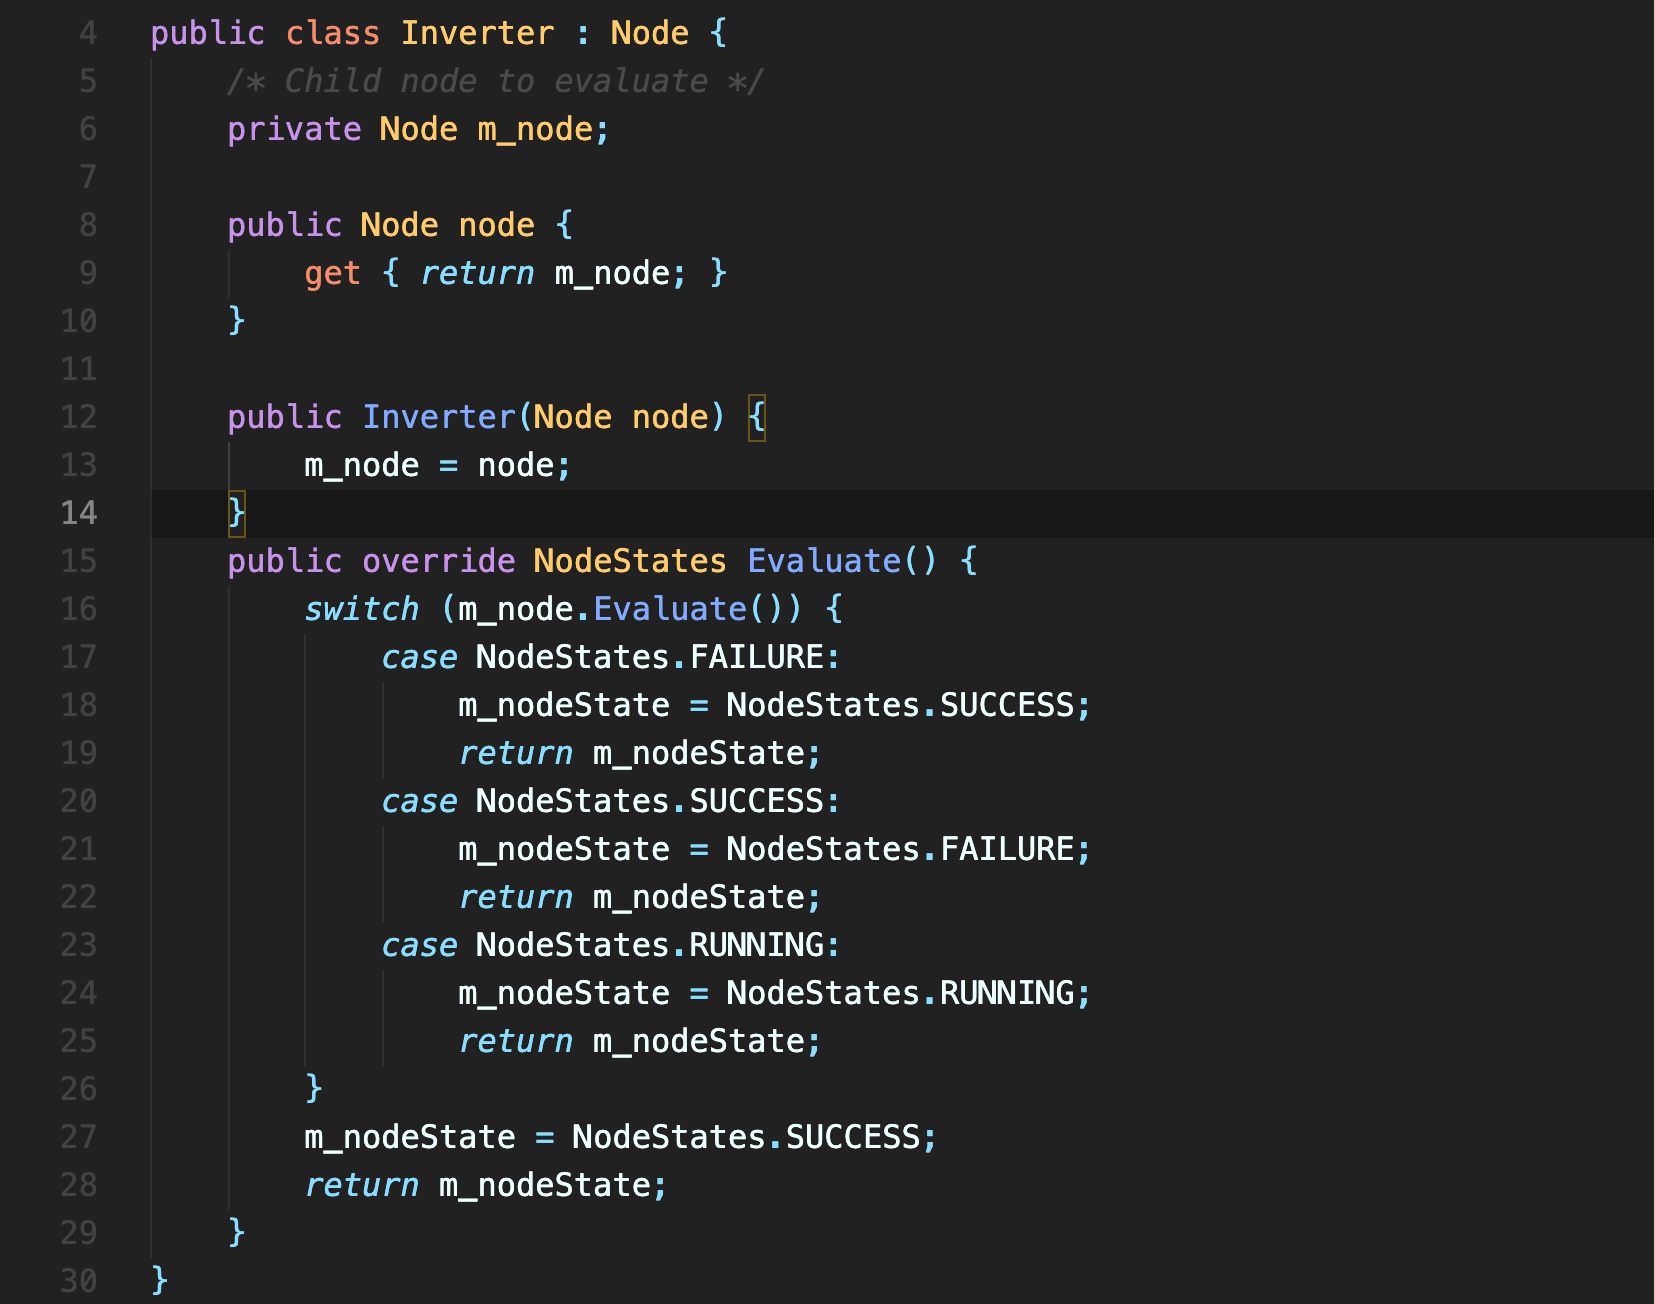 4 public class Inverter : Node {
5 /* Child node to evaluate */
6 private Node m_node;
7
8 public Node node {
9 get { return m_node; }
10 }
11
12 public Inverter(Node node) {
13 m_node = node;
14 }
15 public override NodeStates Evaluate() {
16 switch (m_node.Evaluate()) {
17 case NodeStates.FAILURE:
18 m_nodeState = NodeStates.SUCCESS;
19 return m_nodeState;
20 case NodeStates.SUCCESS:
21 m_nodeState = NodeStates.FAILURE;
22 return m_nodeState;
23 case NodeStates.RUNNING:
24 m_nodeState = NodeStates.RUNNING;
25 return m_nodeState;
26 }
27 m_nodeState = NodeStates.SUCCESS;
28 return m_nodeState;
29 }
30 }